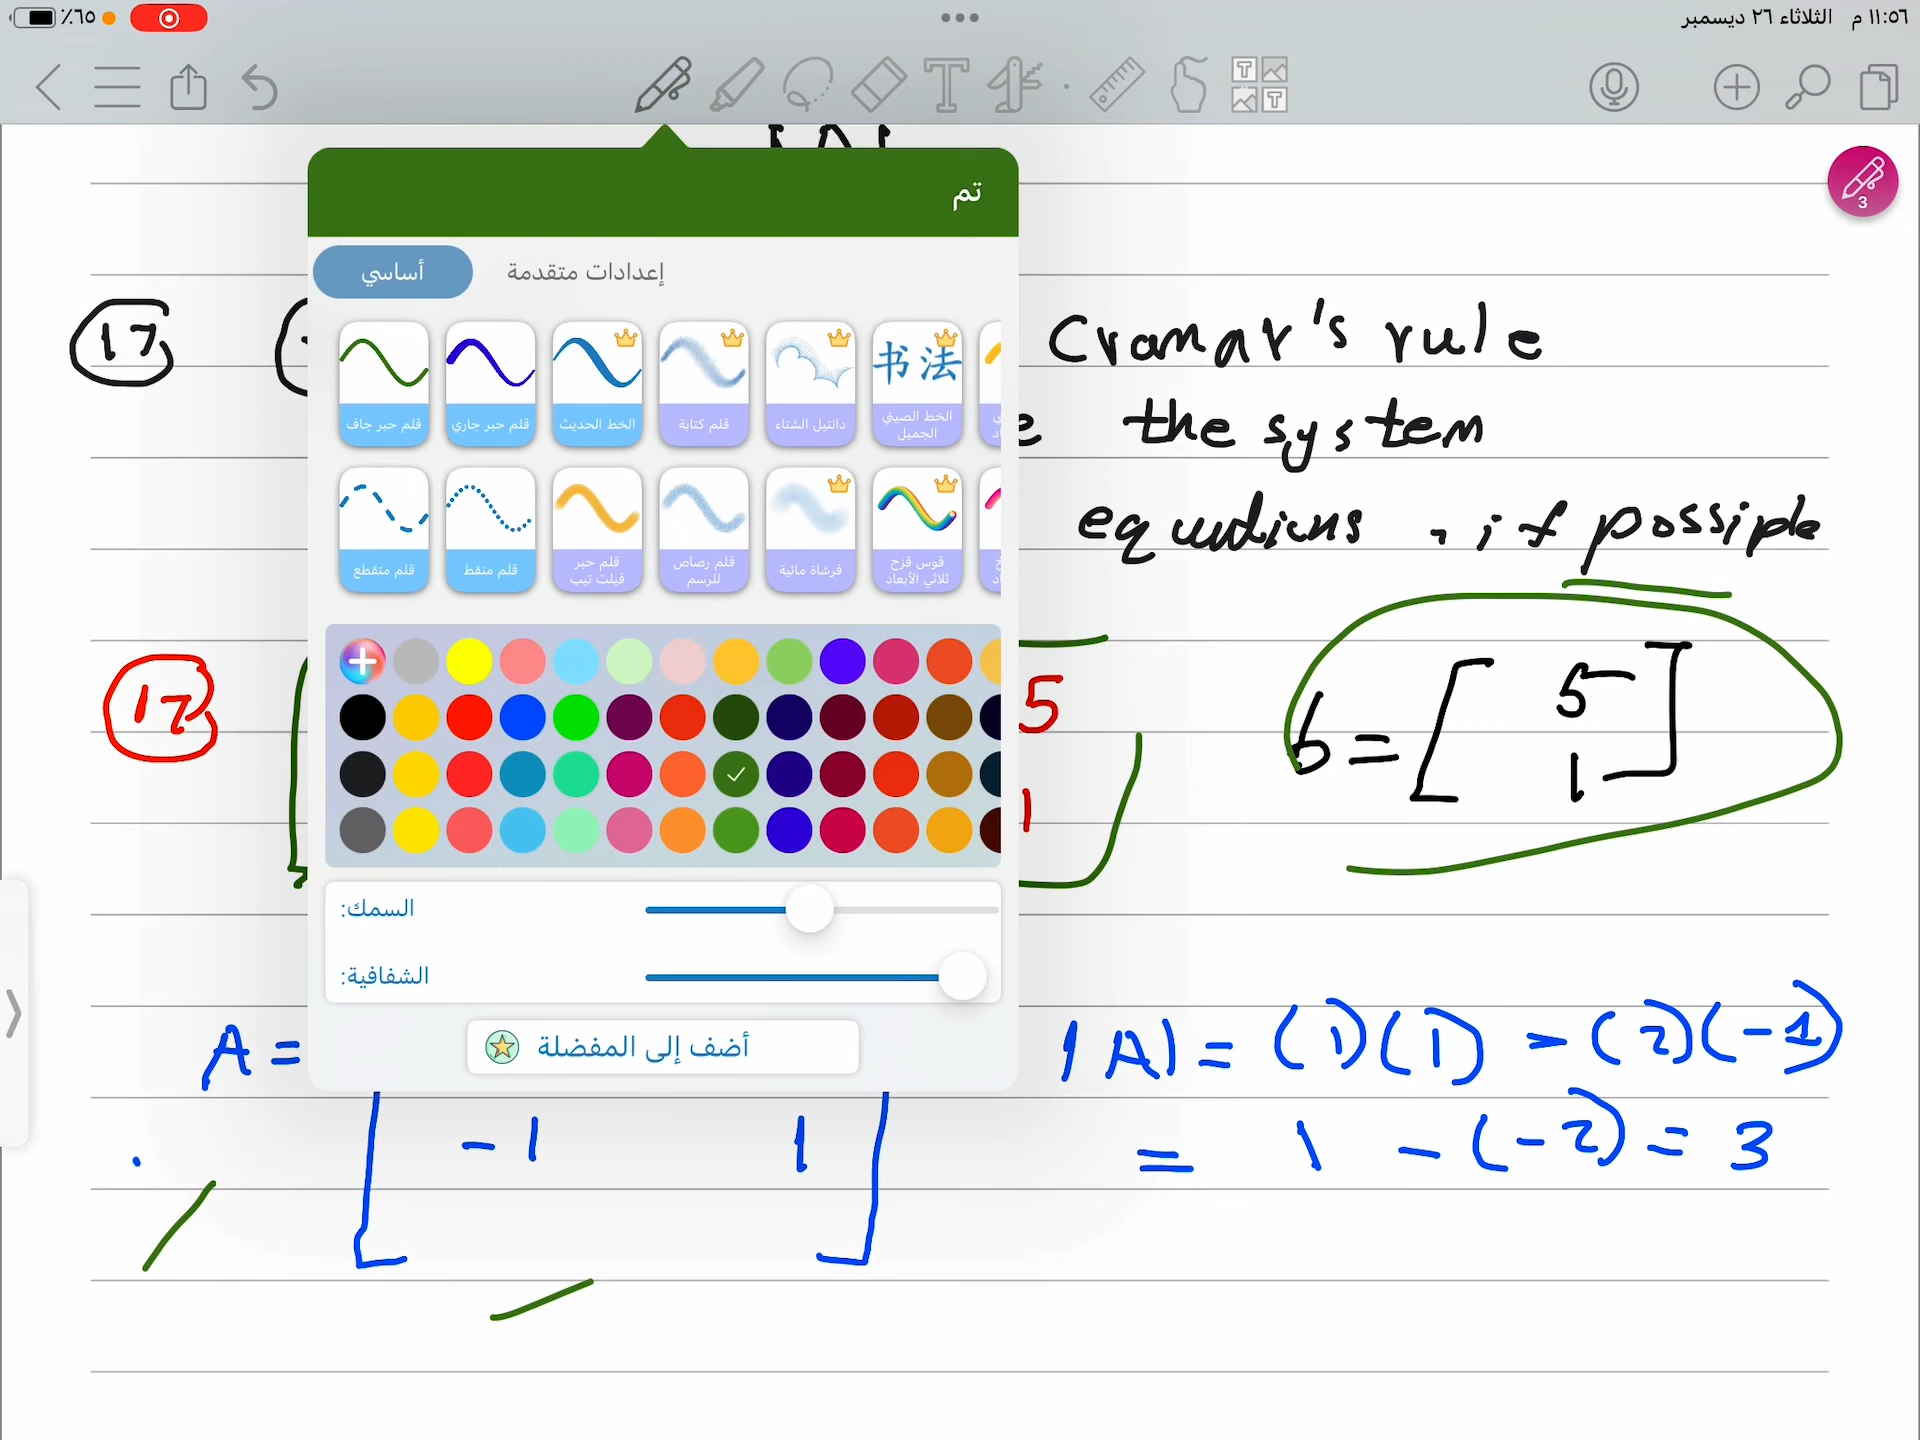 ٪٦٥
١١:٥٦ م الثلاثاء ٢٦ ديسمبر
T T T
3
تم
أساسي إعدادات متقدمة
书法
قلم حبر جاف قلم حبر جاري الخط الحديث قلم كتابة دانتيل الشتاء الخط الصيني الجميل
قلم متقطع قلم منقط قلم حبر فيلت تيب قلم رصاص للرسم فرشاة مائية قوس قزح ثلاثي الأبعاد
السمك:
الشفافية:
أضف إلى المفضلة
17 Cramar's rule
e the system
equations , if possiple
17 5
1
b = [ 5
1 ]
A = |A| = (1)(1) - (2)(-1)
-1 1 = 1 - (-2) = 3